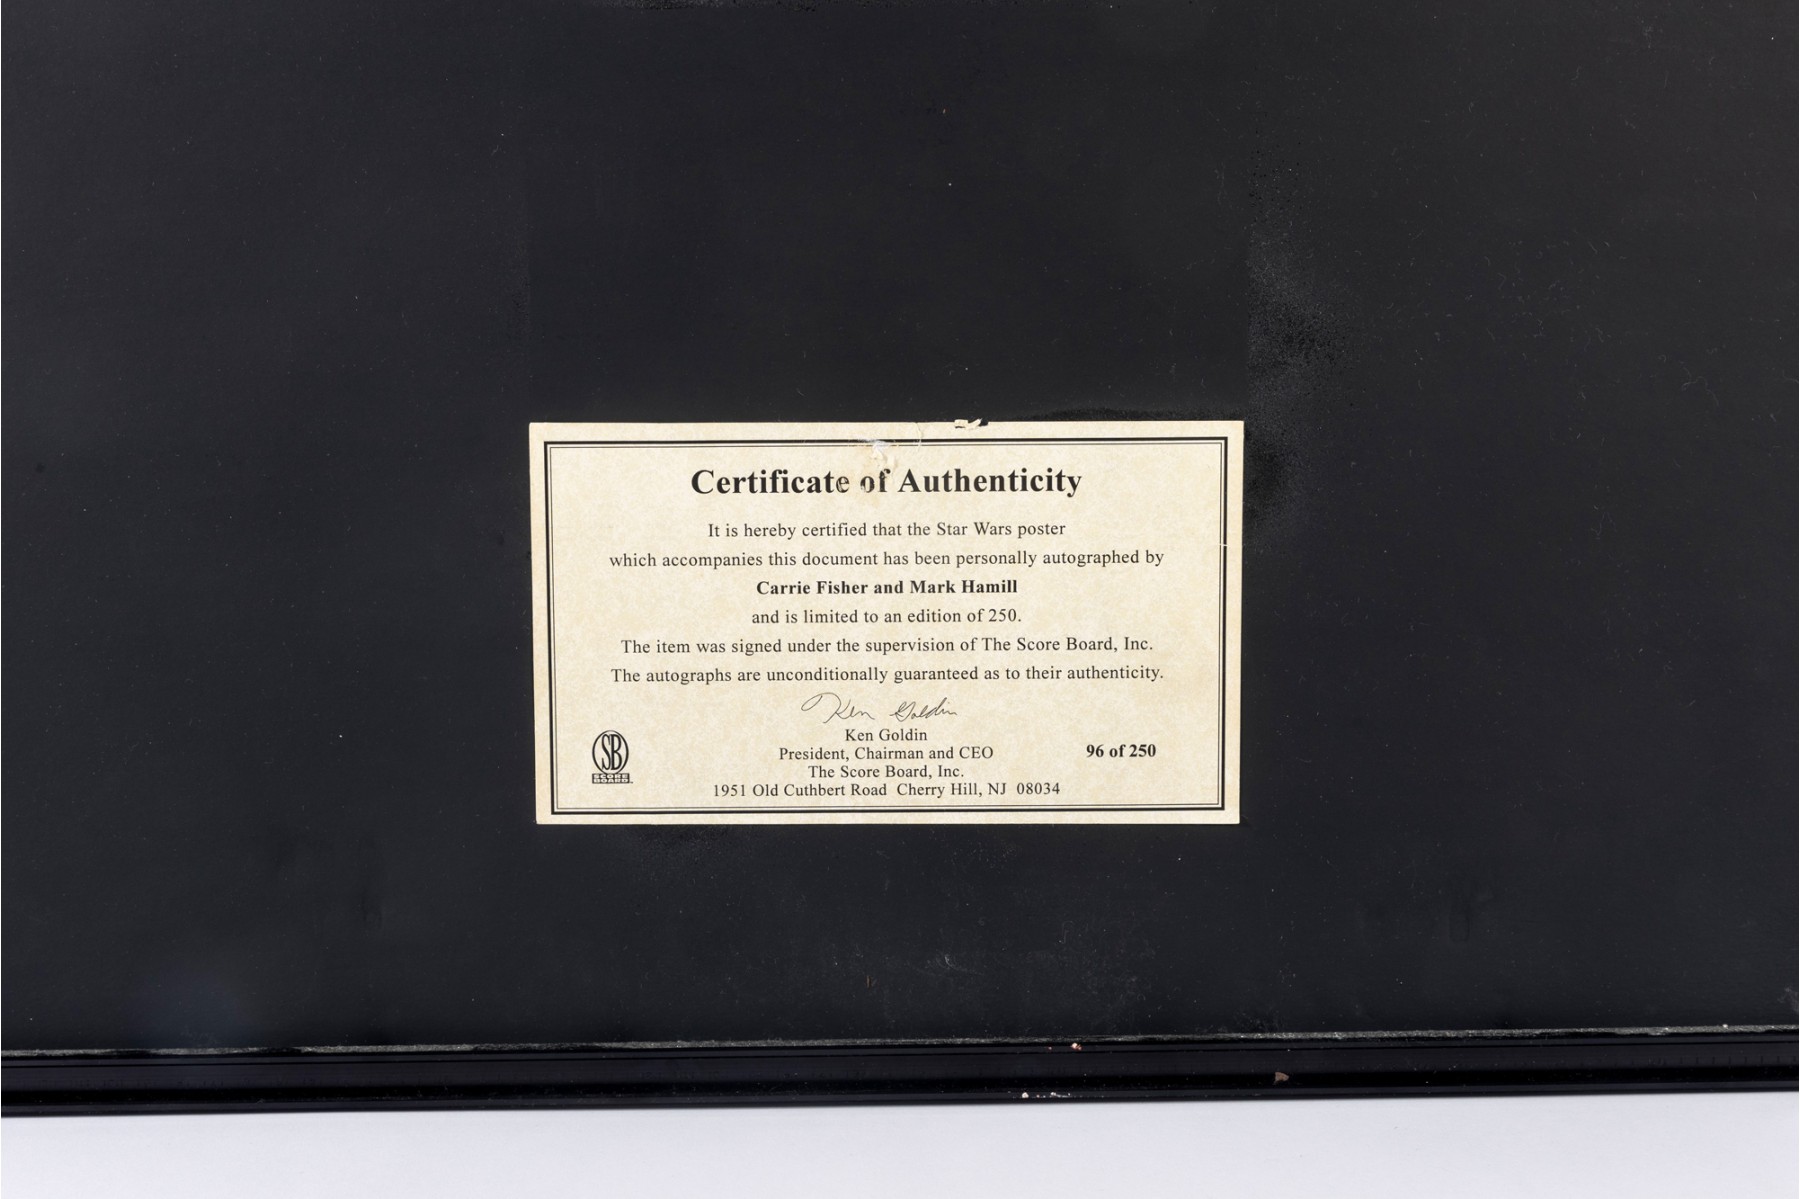 Certificate of Authenticity
It is hereby certified that the Star Wars poster
which accompanies this document has been personally autographed by
Carrie Fisher and Mark Hamill
and is limited to an edition of 250.
The item was signed under the supervision of The Score Board, Inc.
The autographs are unconditionally guaranteed as to their authenticity.
Ken Goldin
Ken Goldin
President, Chairman and CEO
The Score Board, Inc.
1951 Old Cuthbert Road Cherry Hill, NJ 08034
96 of 250
SB
SCORE
BOARD